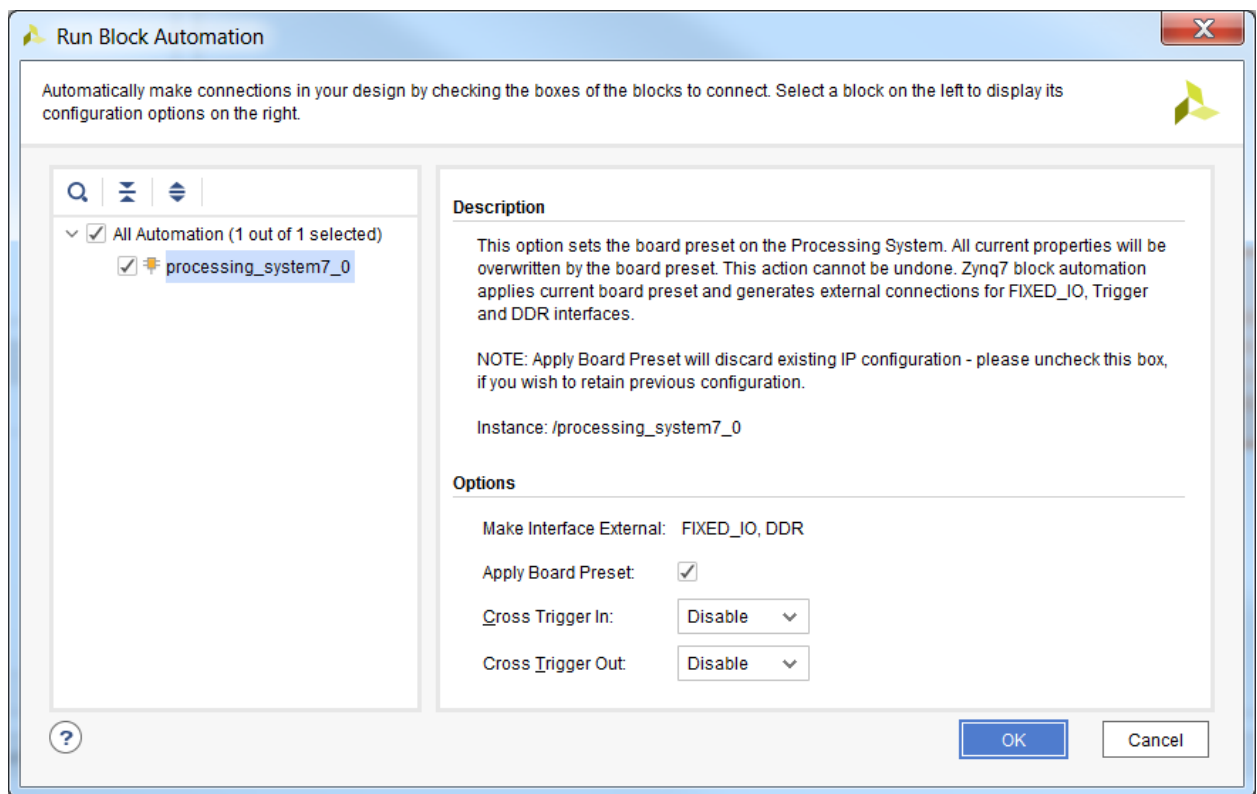 Run Block Automation
Automatically make connections in your design by checking the boxes of the blocks to connect. Select a block on the left to display its
configuration options on the right.
All Automation (1 out of 1 selected)
processing_system7_0
Description
This option sets the board preset on the Processing System. All current properties will be
overwritten by the board preset. This action cannot be undone. Zynq7 block automation
applies current board preset and generates external connections for FIXED_IO, Trigger
and DDR interfaces.
NOTE: Apply Board Preset will discard existing IP configuration - please uncheck this box,
if you wish to retain previous configuration.
Instance: /processing_system7_0
Options
Make Interface External: FIXED_IO, DDR
Apply Board Preset:
Cross Trigger In: Disable
Cross Trigger Out: Disable
?
OK
Cancel